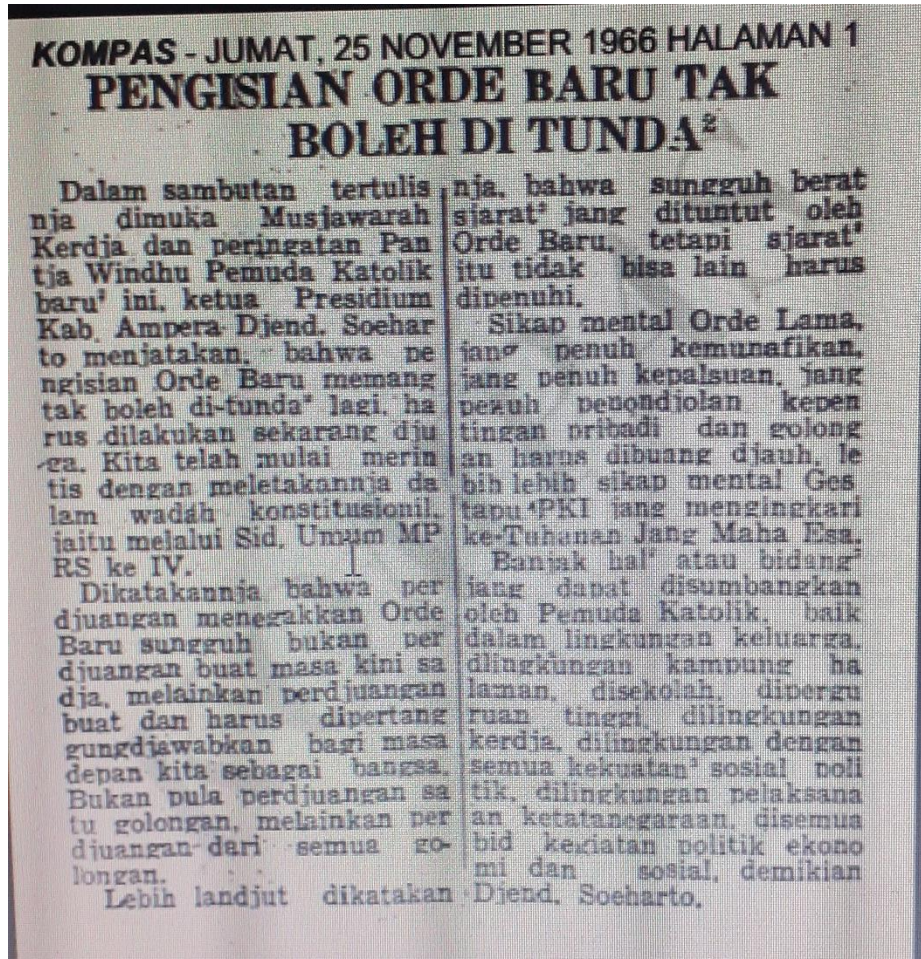 KOMPAS - JUMAT, 25 NOVEMBER 1966 HALAMAN 1
PENGISIAN ORDE BARU TAK
BOLEH DI TUNDA²
Dalam sambutan tertulis
nja dimuka Musjawarah
Kerdja dan peringatan Pan
tja Windhu Pemuda Katolik
baru² ini, ketua Presidium
Kab. Ampera Djend. Soehar
to menjatakan, bahwa pe
ngisian Orde Baru memang
tak boleh di-tunda² lagi, ha
rus dilakukan sekarang dju
ga. Kita telah mulai merin
tis dengan meletakannja da
lam wadah konstitusionil,
jaitu melalui Sid. Umum MP
RS ke IV.
Dikatakannja bahwa per
djuangan menegakkan Orde
Baru sungguh bukan per
djuangan buat masa kini sa
dja, melainkan perdjuangan
buat dan harus dipertang
gungdjawabkan bagi masa
depan kita sebagai bangsa.
Bukan pula perdjuangan sa
tu golongan, melainkan per
djuangan dari semua go-
longan.
Lebih landjut dikatakan
nja, bahwa sungguh berat
sjarat² jang dituntut oleh
Orde Baru, tetapi sjarat²
itu tidak bisa lain harus
dipenuhi.
Sikap mental Orde Lama,
jang penuh kemunafikan,
jang penuh kepalsuan, jang
penuh penondjolan kepen
tingan pribadi dan golong
an harus dibuang djauh, le
bih lebih sikap mental Ges
tapu PKI jang mengingkari
ke-Tuhanan Jang Maha Esa.
Banjak hal² atau bidang²
jang dapat disumbangkan
oleh Pemuda Katolik, baik
dalam lingkungan keluarga,
dlingkungan kampung ha
laman, disekolah, dipergu
ruan tinggi, dilingkungan
kerdja, dilingkungan dengan
semua kekuatan² sosial poli
tik, dilingkungan pelaksana
an ketatanegaraan, disemua
bid kegiatan politik ekono
mi dan sosial, demikian
Djend. Soeharto.